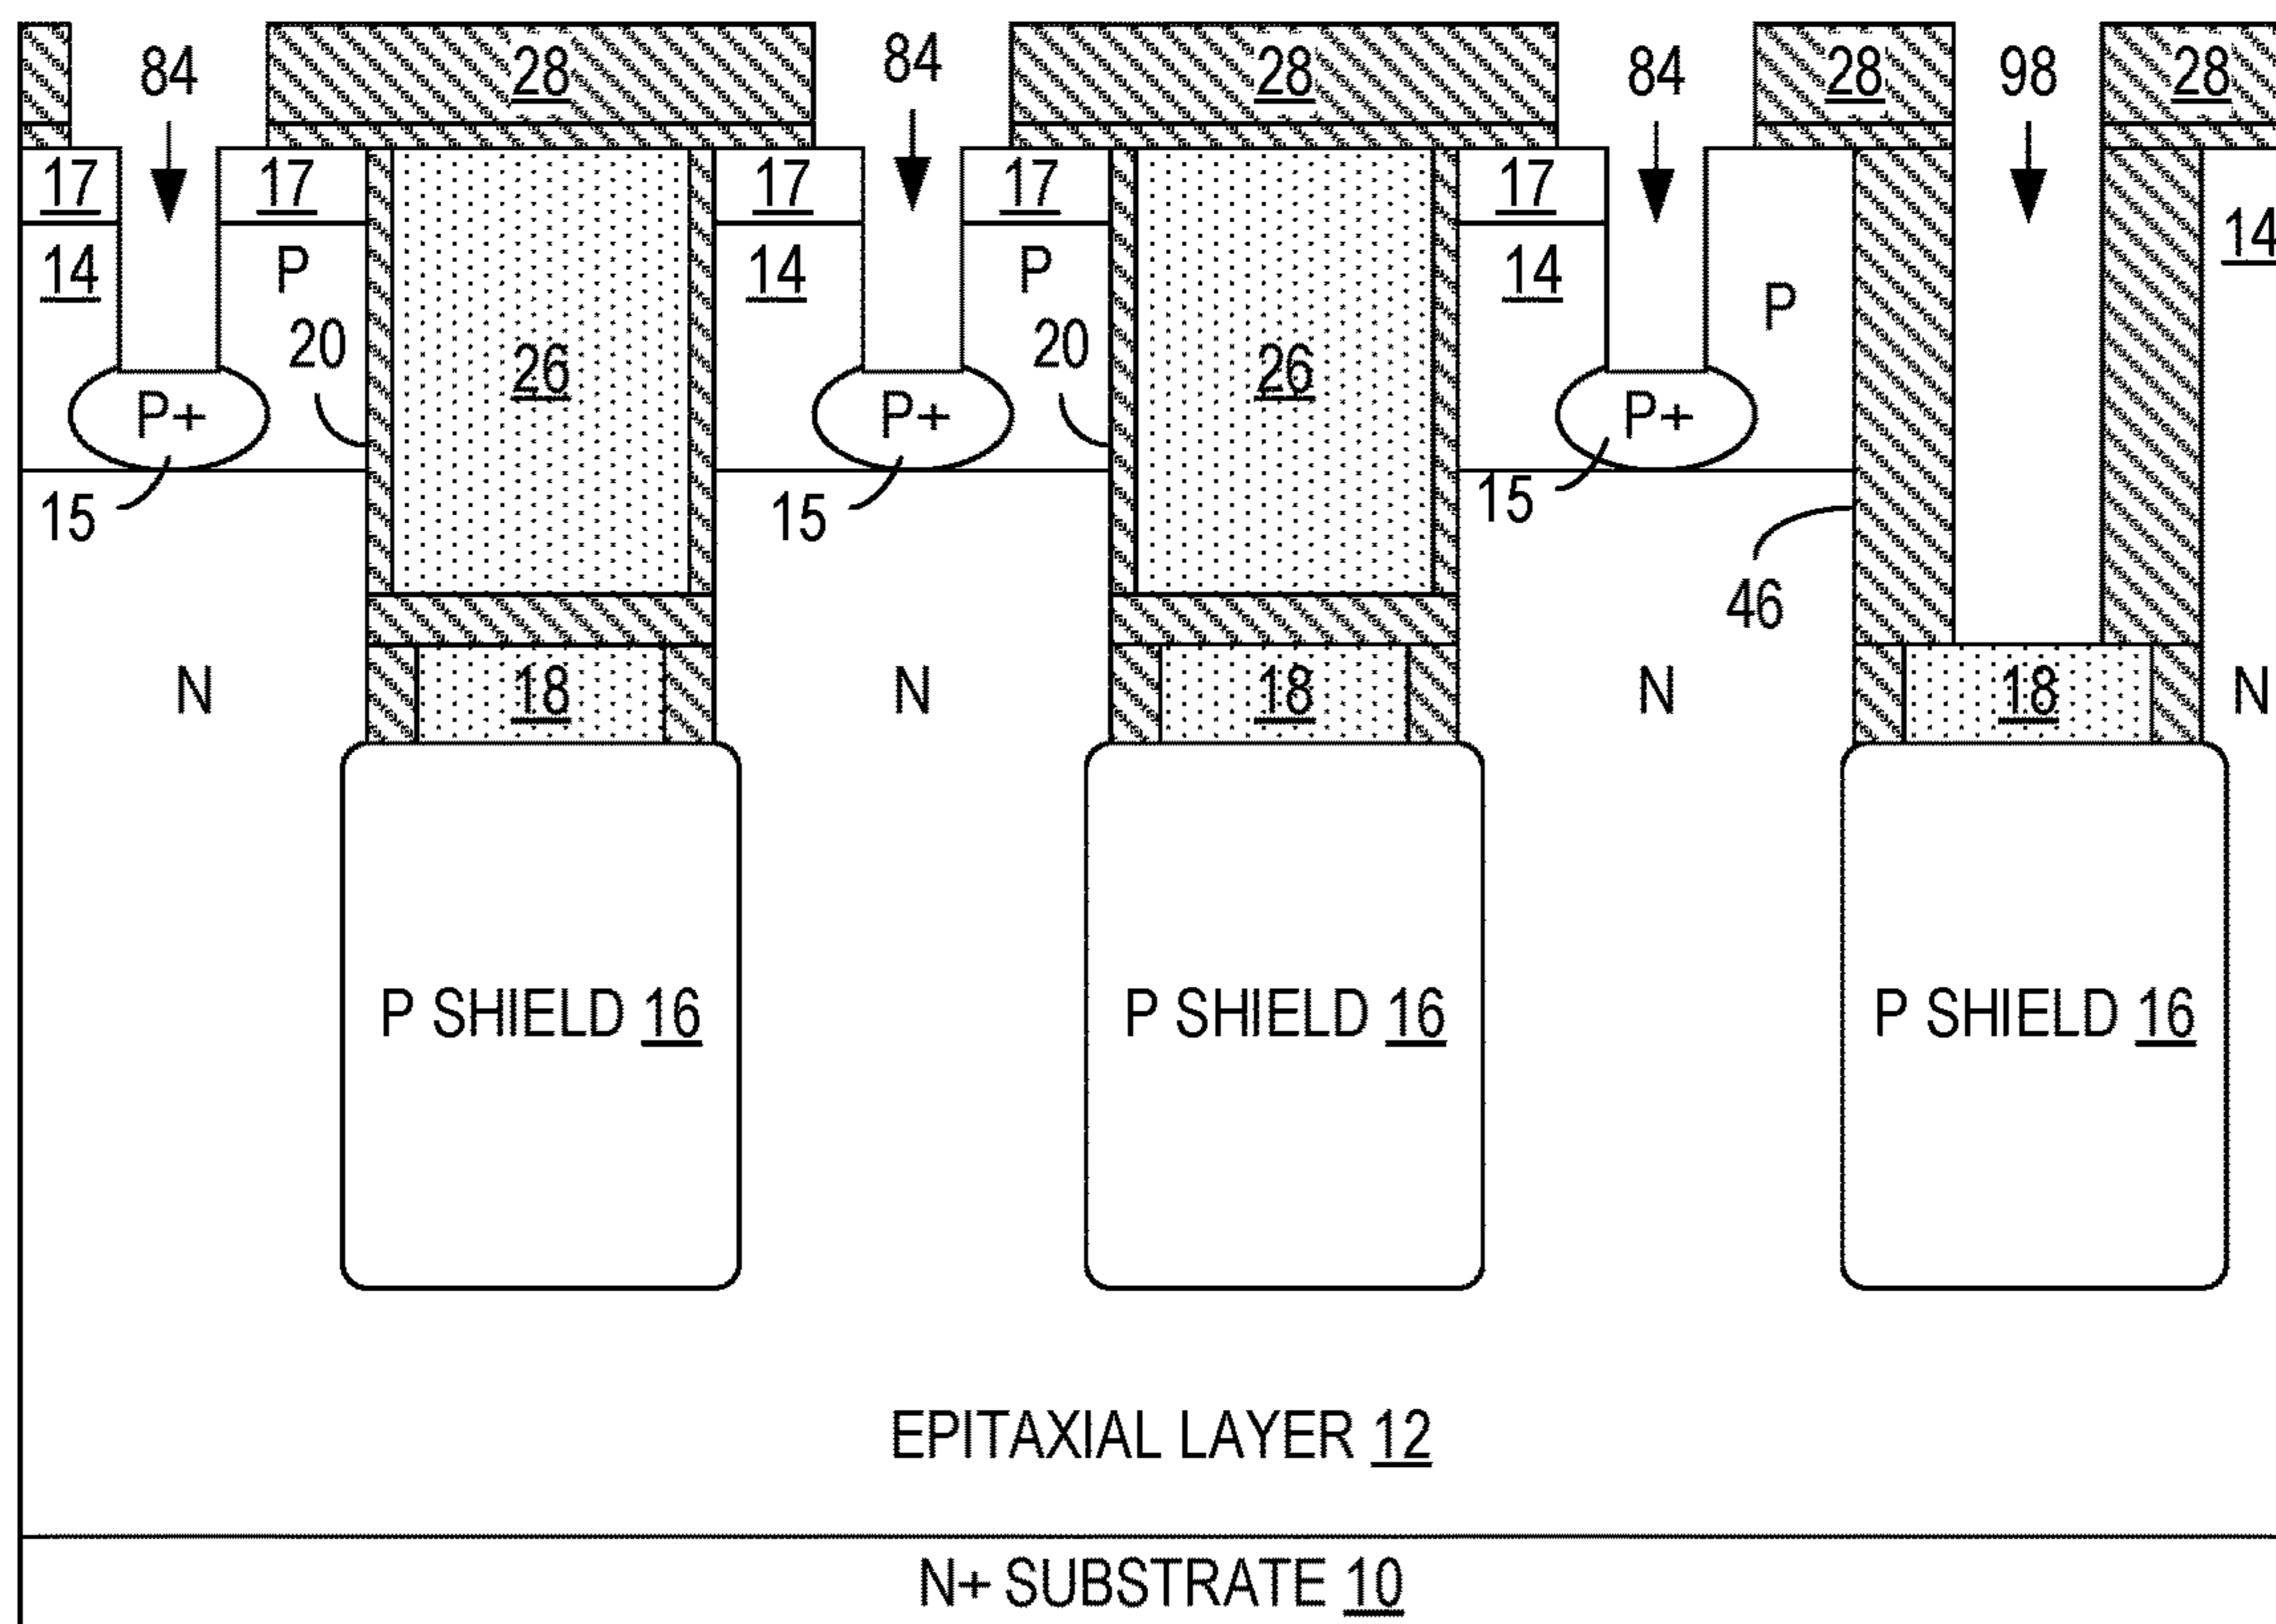 84 28 84 28 84 28 98 28
17 17 17 17 17
14 P 14 P 14 P 14
20 26 20 26
P+ P+ P+
15 15 15
46
N 18 N 18 N 18 N
P SHIELD 16 P SHIELD 16 P SHIELD 16
EPITAXIAL LAYER 12
N+ SUBSTRATE 10